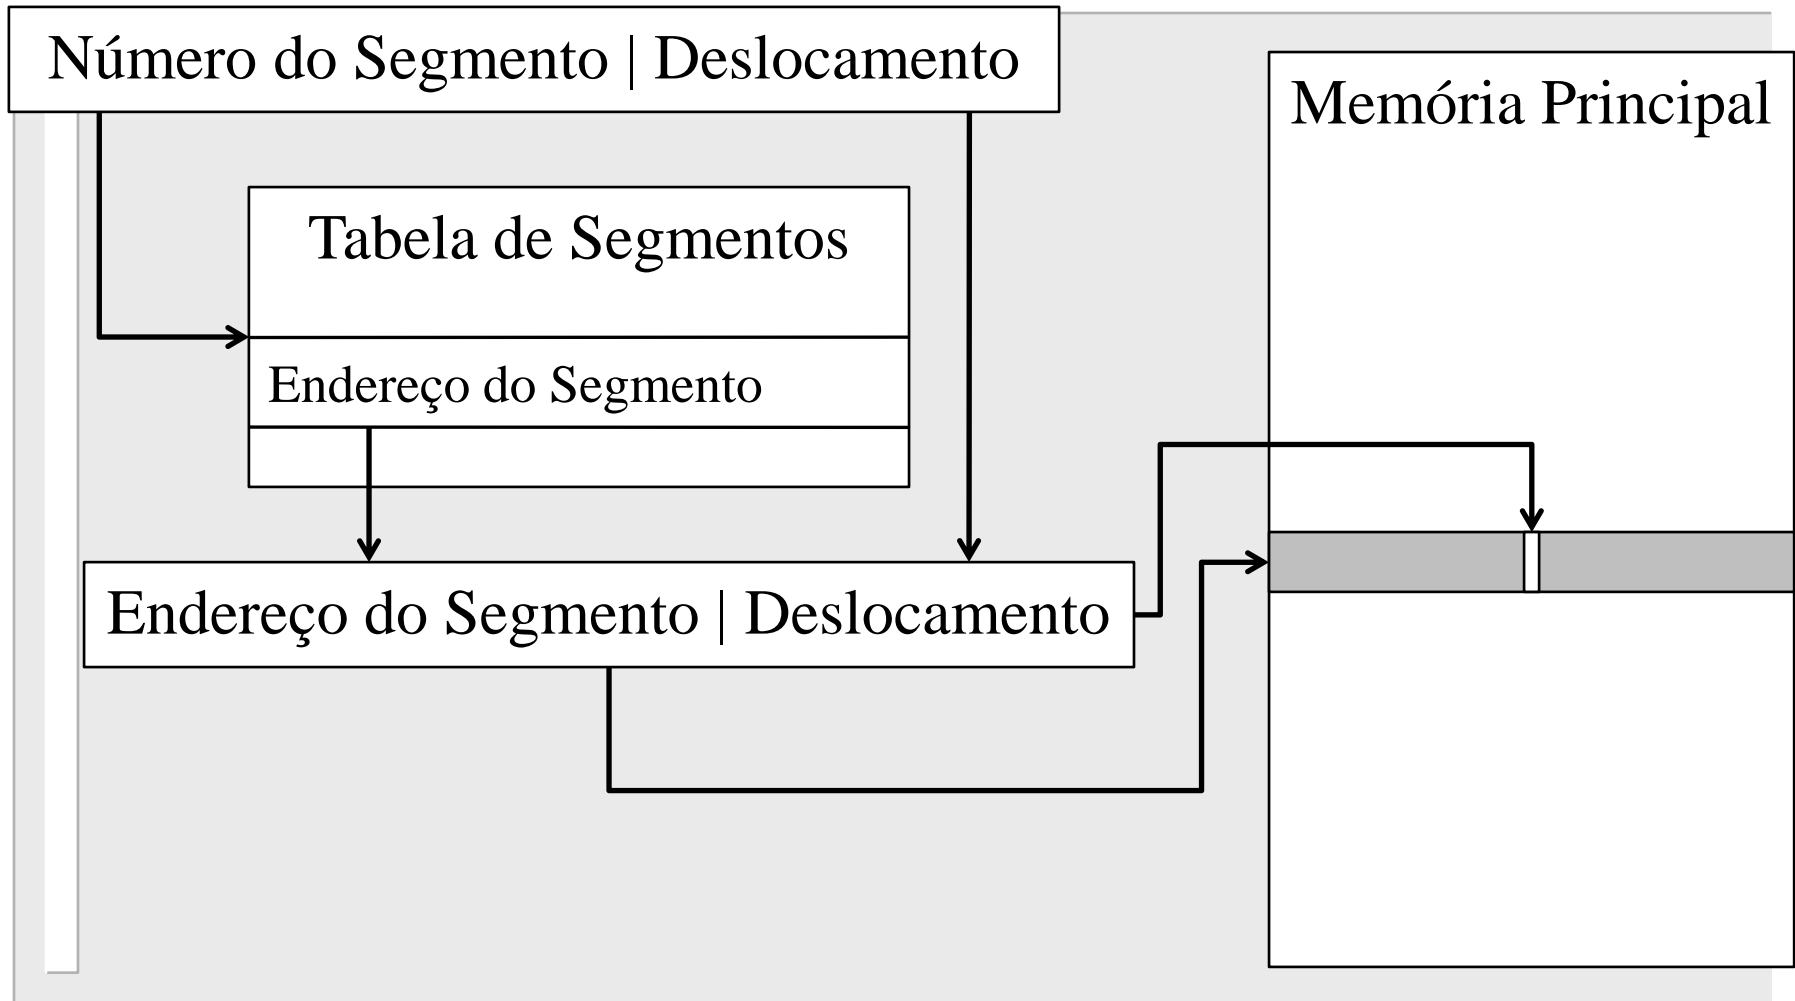 Número do Segmento | Deslocamento
Memória Principal
Tabela de Segmentos
Endereço do Segmento
Endereço do Segmento | Deslocamento